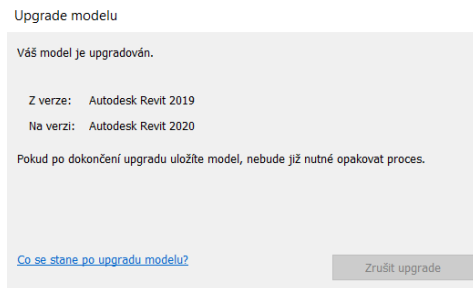 Upgrade modelu
Váš model je upgradován.
Z verze: Autodesk Revit 2019
Na verzi: Autodesk Revit 2020
Pokud po dokončení upgradu uložíte model, nebude již nutné opakovat proces.
Co se stane po upgradu modelu?
Zrušit upgrade